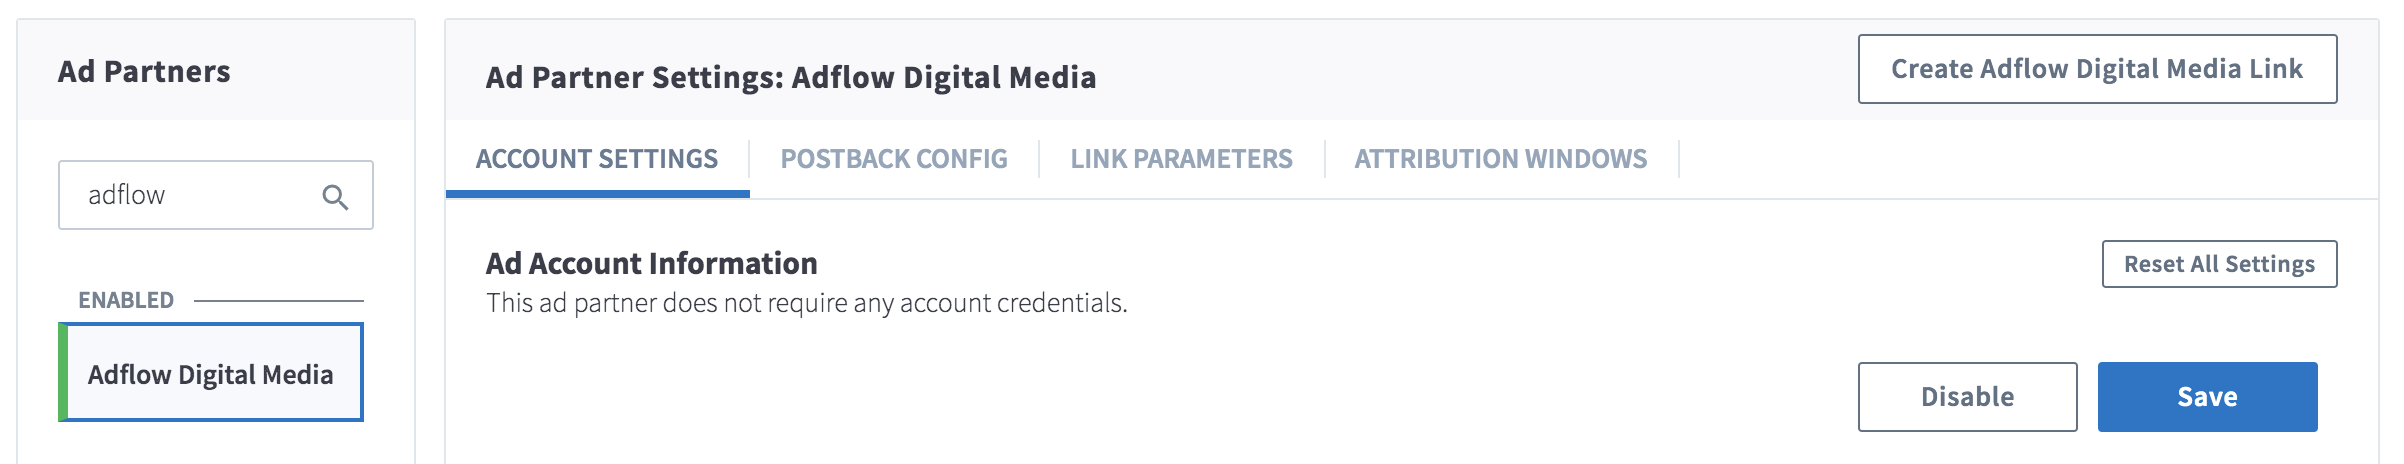 Ad Partners
adflow
ENABLED
Adflow Digital Media
Ad Partner Settings: Adflow Digital Media
Create Adflow Digital Media Link
ACCOUNT SETTINGS
POSTBACK CONFIG
LINK PARAMETERS
ATTRIBUTION WINDOWS
Ad Account Information
Reset All Settings
This ad partner does not require any account credentials.
Disable
Save